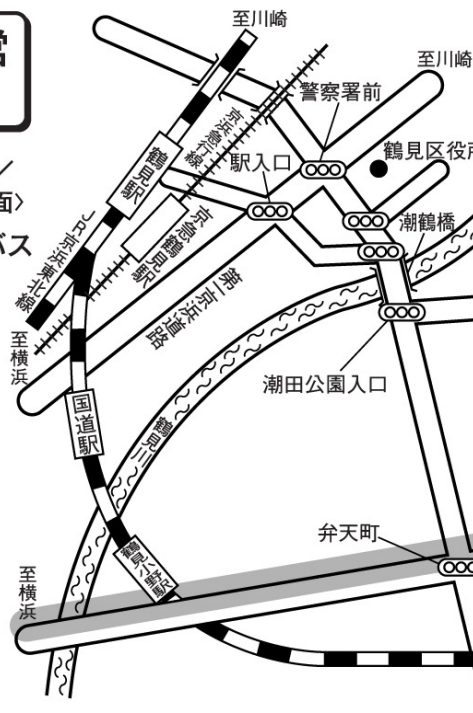 至川崎
至川崎
警察署前
鶴見区役所
駅入口
京浜急行線
鶴見駅
面〉
バス
京急鶴見駅
潮鶴橋
JR京浜東北線
第一京浜道路
至横浜
潮田公園入口
国道駅
鶴見川
弁天町
鶴見小野駅
至横浜